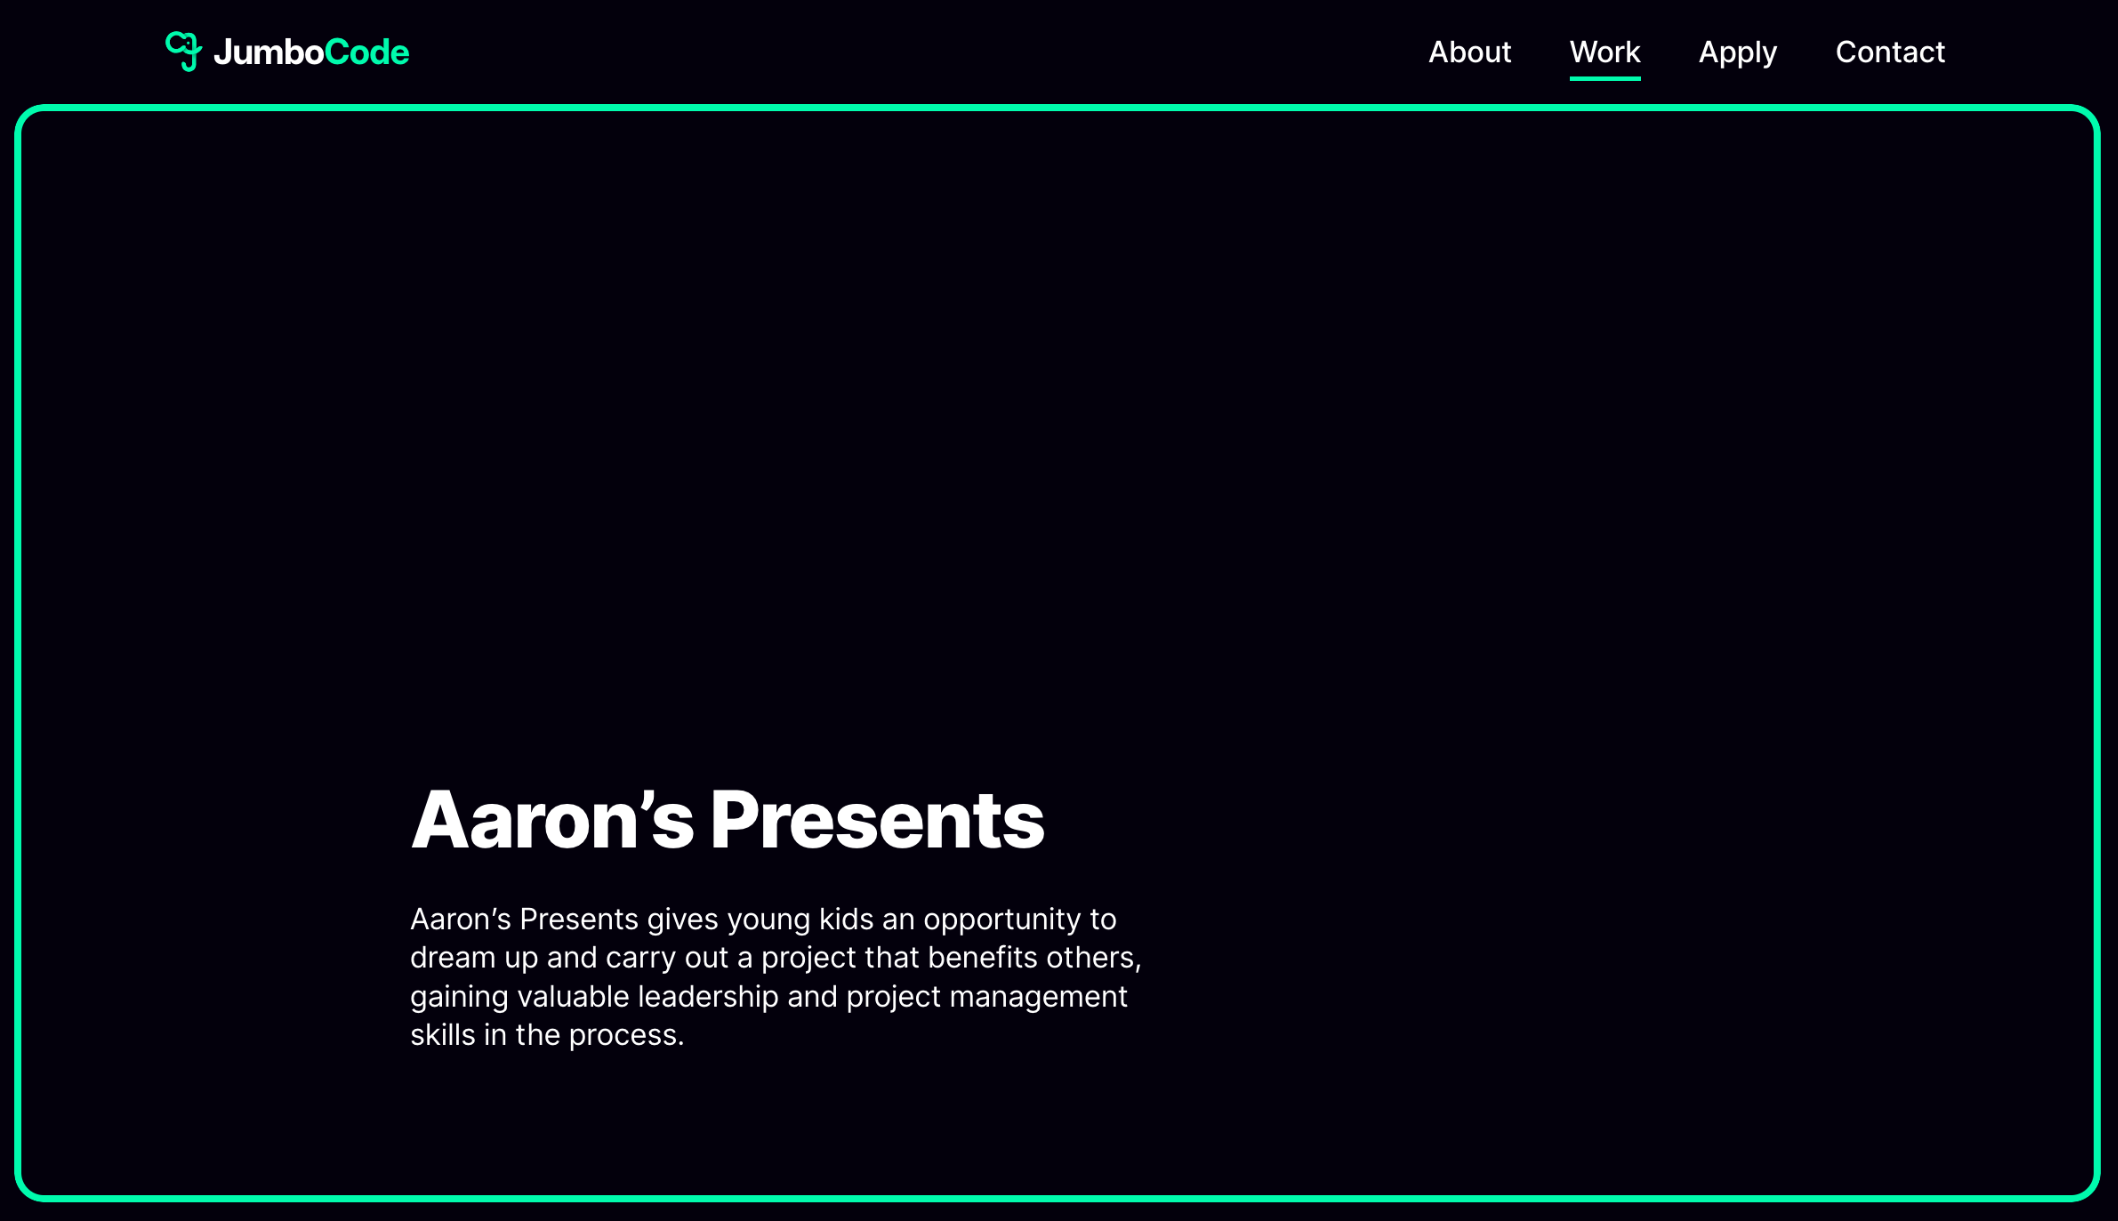 JumboCode
About Work Apply Contact
Aaron’s Presents
Aaron’s Presents gives young kids an opportunity to
dream up and carry out a project that benefits others,
gaining valuable leadership and project management
skills in the process.